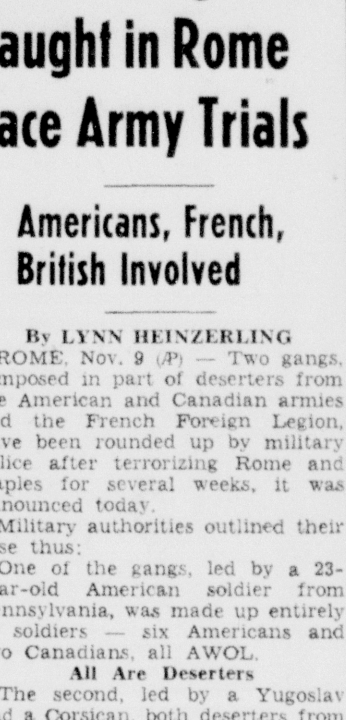 aught in Rome
ace Army Trials
Americans, French,
British Involved
By LYNN HEINZERLING
ROME, Nov. 9 (AP) — Two gangs,
mposed in part of deserters from
e American and Canadian armies
d the French Foreign Legion,
ve been rounded up by military
lice after terrorizing Rome and
aples for several weeks, it was
nounced today.
Military authorities outlined their
se thus:
One of the gangs, led by a 23-
ar-old American soldier from
nnsylvania, was made up entirely
soldiers — six Americans and
o Canadians, all AWOL.
All Are Deserters
The second, led by a Yugoslav
d a Corsican, both deserters from